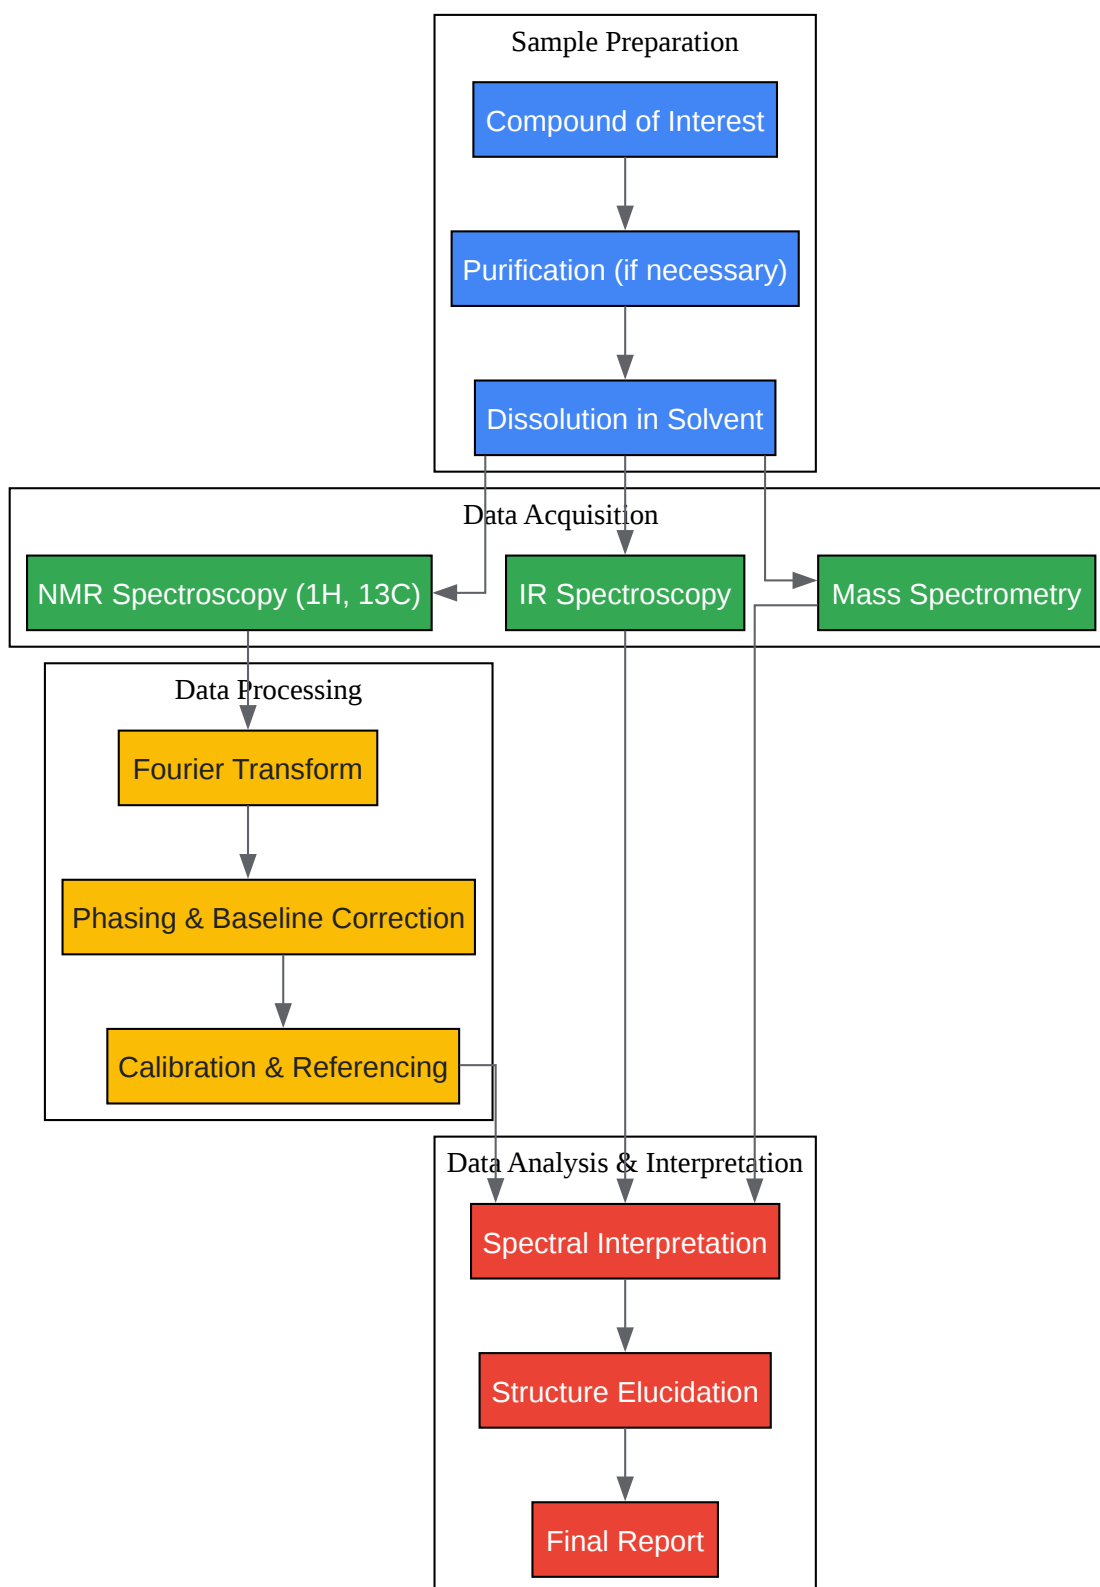 Sample Preparation
Compound of Interest
Purification (if necessary)
Dissolution in Solvent
Data Acquisition
NMR Spectroscopy (1H, 13C)
IR Spectroscopy
Mass Spectrometry
Data Processing
Fourier Transform
Phasing & Baseline Correction
Calibration & Referencing
Data Analysis & Interpretation
Spectral Interpretation
Structure Elucidation
Final Report